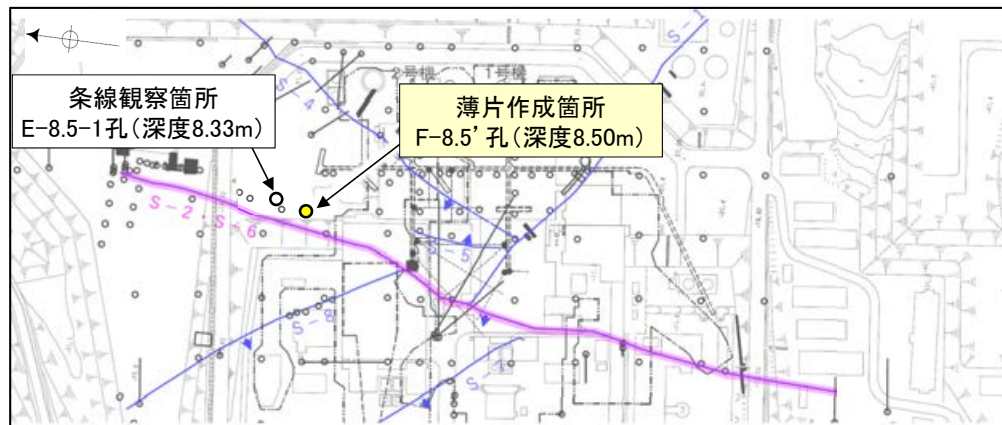 条線観察箇所
E-8.5-1孔(深度8.33m)
薄片作成箇所
F-8.5’孔(深度8.50m)
2号機
1号機
S-1
S-4
S-2・S-6
S-5
S-8
S-7